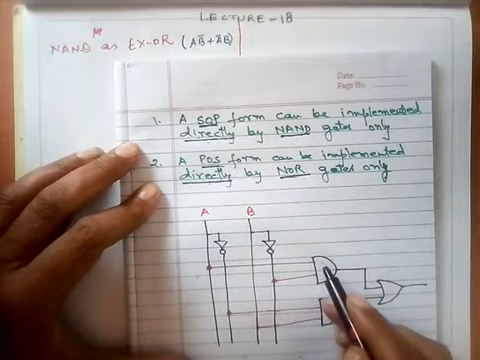 LECTURE-18
NAND as EX-OR (AB̅ + A̅B)
Date
Page No.
1. A SOP form can be implemented
directly by NAND gates only
2. A POS form can be implemented
directly by NOR gates only
A B